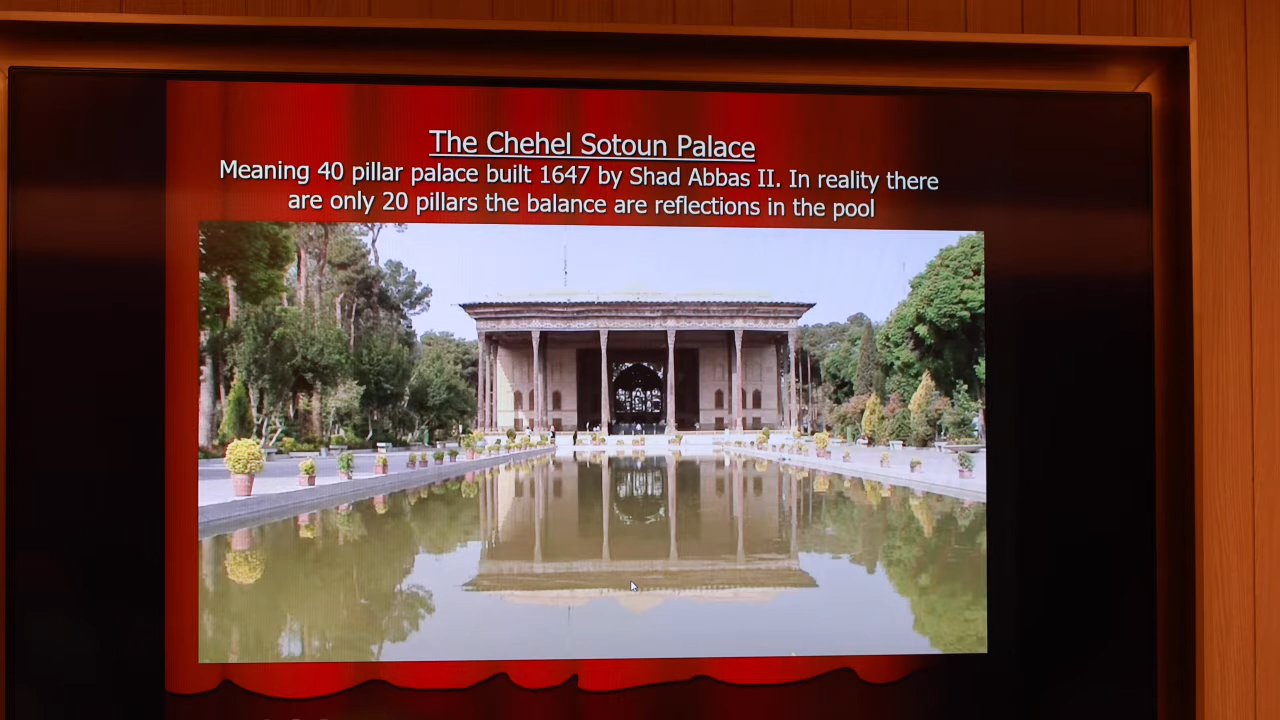 The Chehel Sotoun Palace
Meaning 40 pillar palace built 1647 by Shad Abbas II. In reality there
are only 20 pillars the balance are reflections in the pool